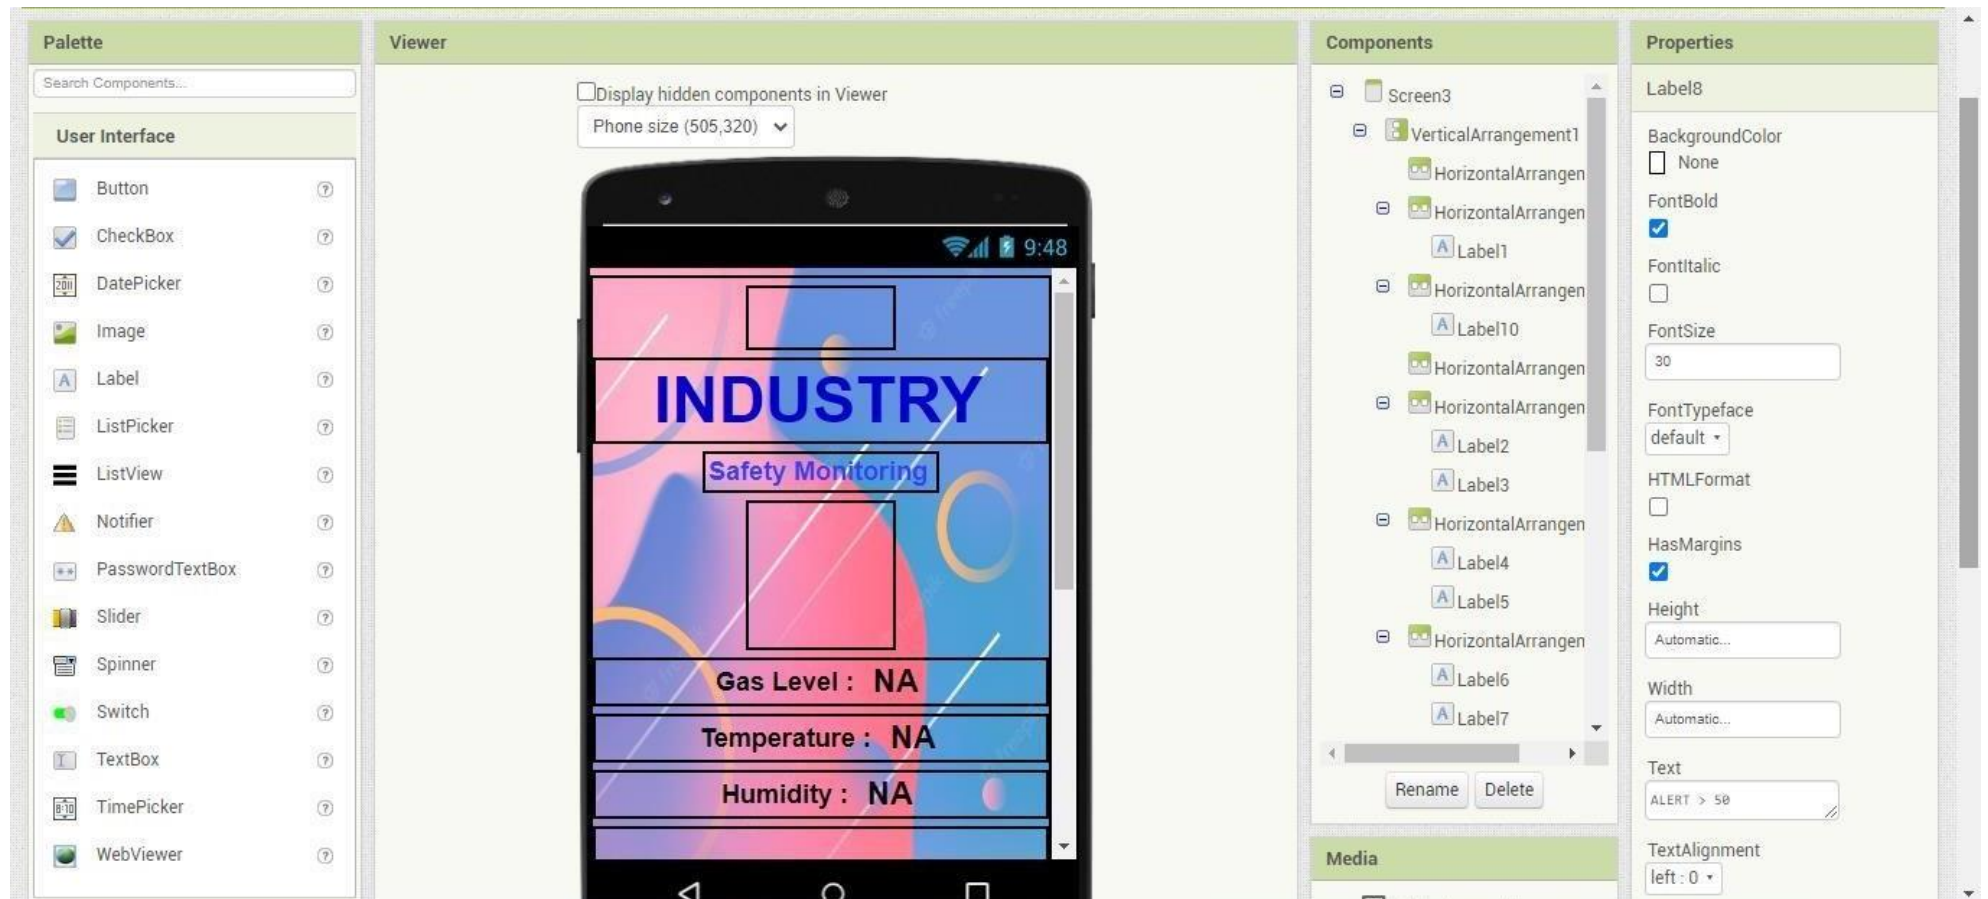 Palette
Search Components...
User Interface
Button
CheckBox
DatePicker
Image
Label
ListPicker
ListView
Notifier
PasswordTextBox
Slider
Spinner
Switch
TextBox
TimePicker
WebViewer
Viewer
Display hidden components in Viewer
Phone size (505,320)
9:48
INDUSTRY
Safety Monitoring
Gas Level : NA
Temperature : NA
Humidity : NA
Components
Screen3
VerticalArrangement1
HorizontalArrangen
HorizontalArrangen
Label1
HorizontalArrangen
Label10
HorizontalArrangen
HorizontalArrangen
Label2
Label3
HorizontalArrangen
Label4
Label5
HorizontalArrangen
Label6
Label7
Rename Delete
Media
Properties
Label8
BackgroundColor
None
FontBold
FontItalic
FontSize
30
FontTypeface
default
HTMLFormat
HasMargins
Height
Automatic...
Width
Automatic...
Text
ALERT > 50
TextAlignment
left : 0